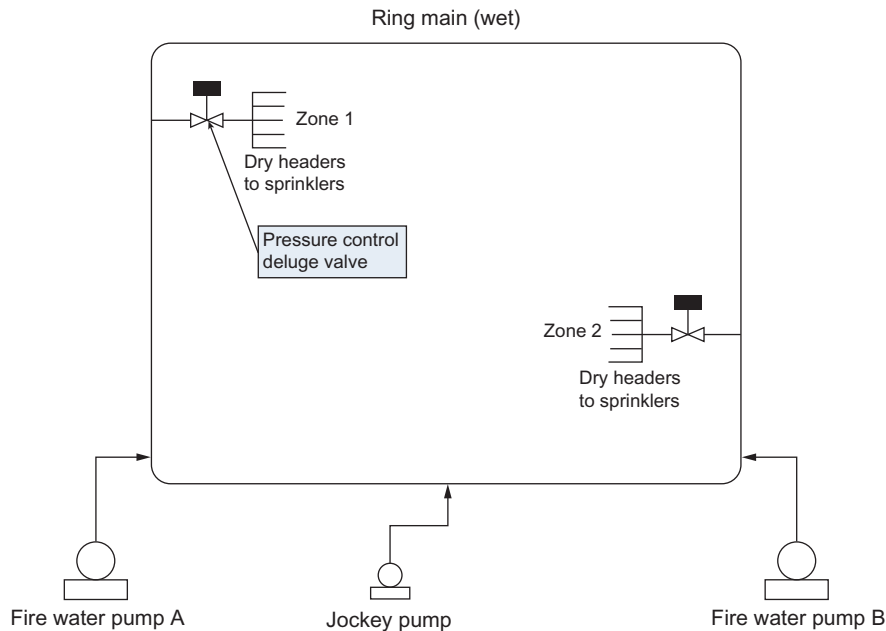 Ring main (wet)
Zone 1
Dry headers
to sprinklers
Pressure control
deluge valve
Zone 2
Dry headers
to sprinklers
Fire water pump A
Jockey pump
Fire water pump B